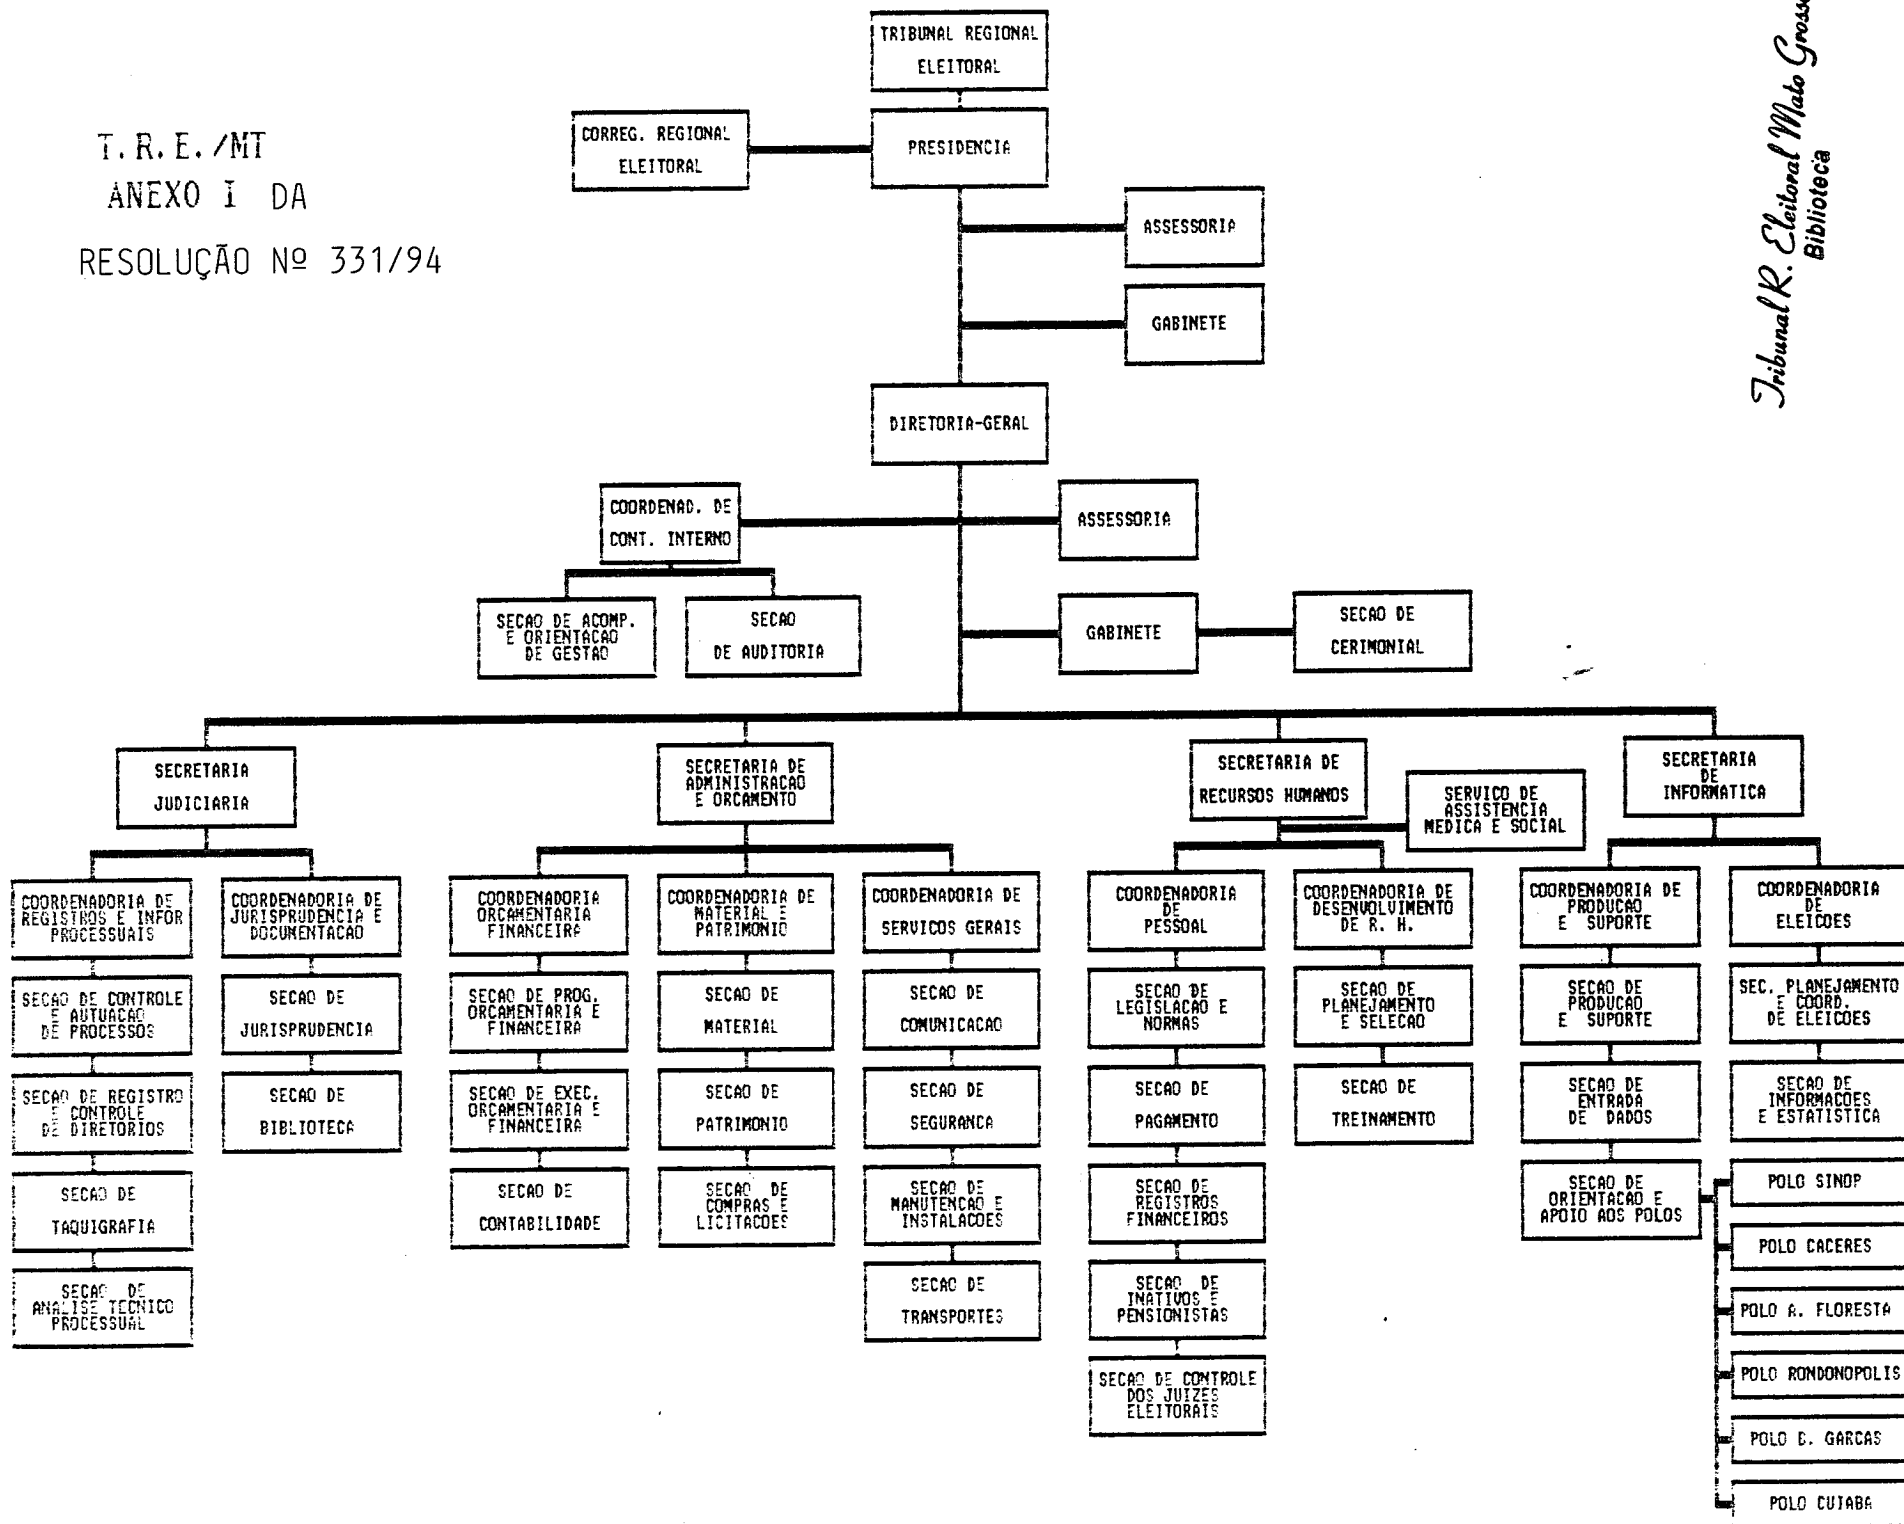 TRIBUNAL REGIONAL
ELEITORAL
CORREG. REGIONAL
ELEITORAL
PRESIDENCIA
T.R.E./MT
ANEXO I DA
RESOLUÇÃO Nº 331/94
Tribunal R. Eleitoral Mato Grosso
Biblioteca
ASSESSORIA
GABINETE
DIRETORIA-GERAL
COORDENAD. DE
CONT. INTERNO
ASSESSORIA
SECAO DE ACOMP.
E ORIENTACAO
DE GESTAO
SECAO
DE AUDITORIA
GABINETE
SECAO DE
CERIMONIAL
SECRETARIA
JUDICIARIA
SECRETARIA DE
ADMINISTRACAO
E ORCAMENTO
SECRETARIA DE
RECURSOS HUMANOS
SERVICO DE
ASSISTENCIA
MEDICA E SOCIAL
SECRETARIA
DE
INFORMATICA
COORDENADORIA DE
REGISTROS E INFOR
PROCESSUAIS
COORDENADORIA DE
JURISPRUDENCIA E
DOCUMENTACAO
COORDENADORIA
ORCAMENTARIA
FINANCEIRA
COORDENADORIA DE
MATERIAL E
PATRIMONIO
COORDENADORIA DE
SERVICOS GERAIS
COORDENADORIA
DE
PESSOAL
COORDENADORIA DE
DESENVOLVIMENTO
DE R. H.
COORDENADORIA DE
PRODUCAO
E SUPORTE
COORDENADORIA
DE
ELEICOES
SECAO DE CONTROLE
E AUTUACAO
DE PROCESSOS
SECAO DE
JURISPRUDENCIA
SECAO DE PROG.
ORCAMENTARIA E
FINANCEIRA
SECAO DE
MATERIAL
SECAO DE
COMUNICACAO
SECAO DE
LEGISLACAO E
NORMAS
SECAO DE
PLANEJAMENTO
E SELECAO
SECAO DE
PRODUCAO
E SUPORTE
SEC. PLANEJAMENTO
E COORD.
DE ELEICOES
SECAO DE REGISTRO
E CONTROLE
DE DIRETORIOS
SECAO DE
BIBLIOTECA
SECAO DE EXEC.
ORCAMENTARIA E
FINANCEIRA
SECAO DE
PATRIMONIO
SECAO DE
SEGURANCA
SECAO DE
PAGAMENTO
SECAO DE
TREINAMENTO
SECAO DE
ENTRADA
DE DADOS
SECAO DE
INFORMACOES
E ESTATISTICA
SECAO DE
TAQUIGRAFIA
SECAO DE
CONTABILIDADE
SECAO DE
COMPRAS E
LICITACOES
SECAO DE
MANUTENCAO E
INSTALACOES
SECAO DE
REGISTROS
FINANCEIROS
SECAO DE
ORIENTACAO E
APOIO AOS POLOS
POLO SINOP
POLO CACERES
POLO A. FLORESTA
POLO RONDONOPOLIS
POLO B. GARCAS
POLO CUIABA
SECAO DE
ANALISE TECNICO
PROCESSUAL
SECAO DE
TRANSPORTES
SECAO DE
INATIVOS E
PENSIONISTAS
SECAO DE CONTROLE
DOS JUIZES
ELEITORAIS